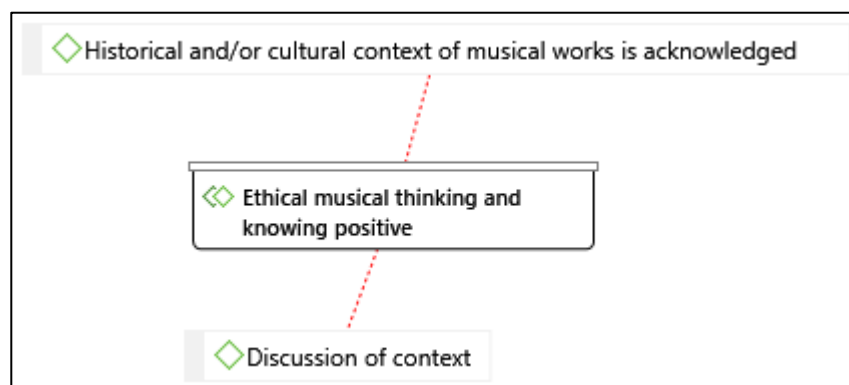 Historical and/or cultural context of musical works is acknowledged
Ethical musical thinking and
knowing positive
Discussion of context